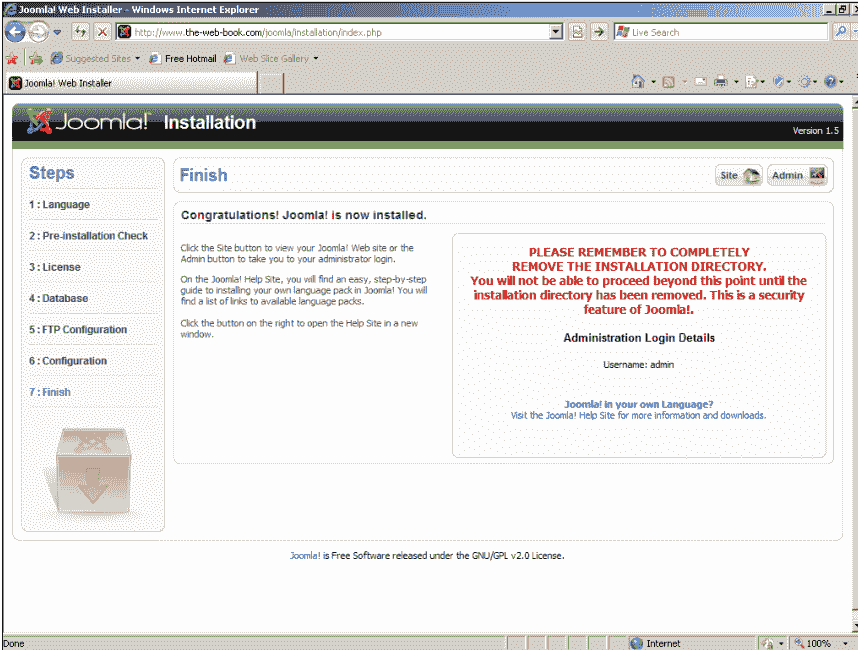 Joomla! Web Installer - Windows Internet Explorer
http://www.the-web-book.com/joomla/installation/index.php
Live Search
Suggested Sites
Free Hotmail
Web Slice Gallery
Joomla! Web Installer
Joomla! Installation
Version 1.5
Steps
1 : Language
2 : Pre-installation Check
3 : License
4 : Database
5 : FTP Configuration
6 : Configuration
7 : Finish
Finish
Site
Admin
Congratulations! Joomla! is now installed.
Click the Site button to view your Joomla! Web site or the
Admin button to take you to your administrator login.
On the Joomla! Help Site, you will find an easy, step-by-step
guide to installing your own language pack in Joomla! You will
find a list of links to available language packs.
Click the button on the right to open the Help Site in a new
window.
PLEASE REMEMBER TO COMPLETELY
REMOVE THE INSTALLATION DIRECTORY.
You will not be able to proceed beyond this point until the
installation directory has been removed. This is a security
feature of Joomla!.
Administration Login Details
Username: admin
Joomla! in your own Language?
Visit the Joomla! Help Site for more information and downloads.
Joomla! is Free Software released under the GNU/GPL v2.0 License.
Done
Internet
100%